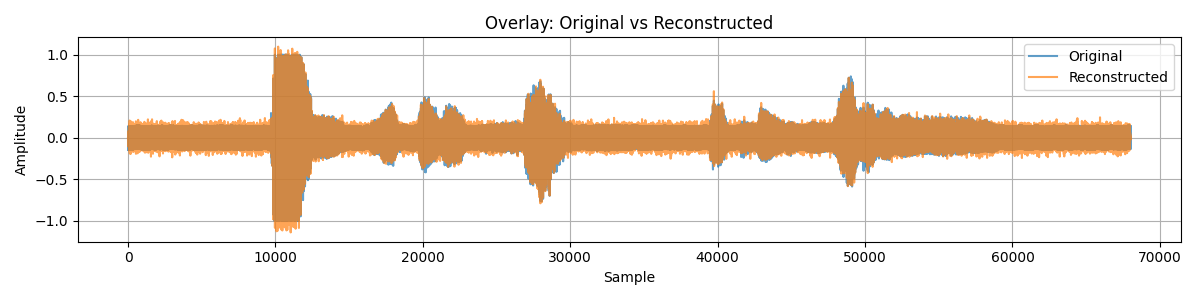 Overlay: Original vs Reconstructed
Original
Reconstructed
Amplitude
1.0
0.5
0.0
−0.5
−1.0
0
10000
20000
30000
40000
50000
60000
70000
Sample